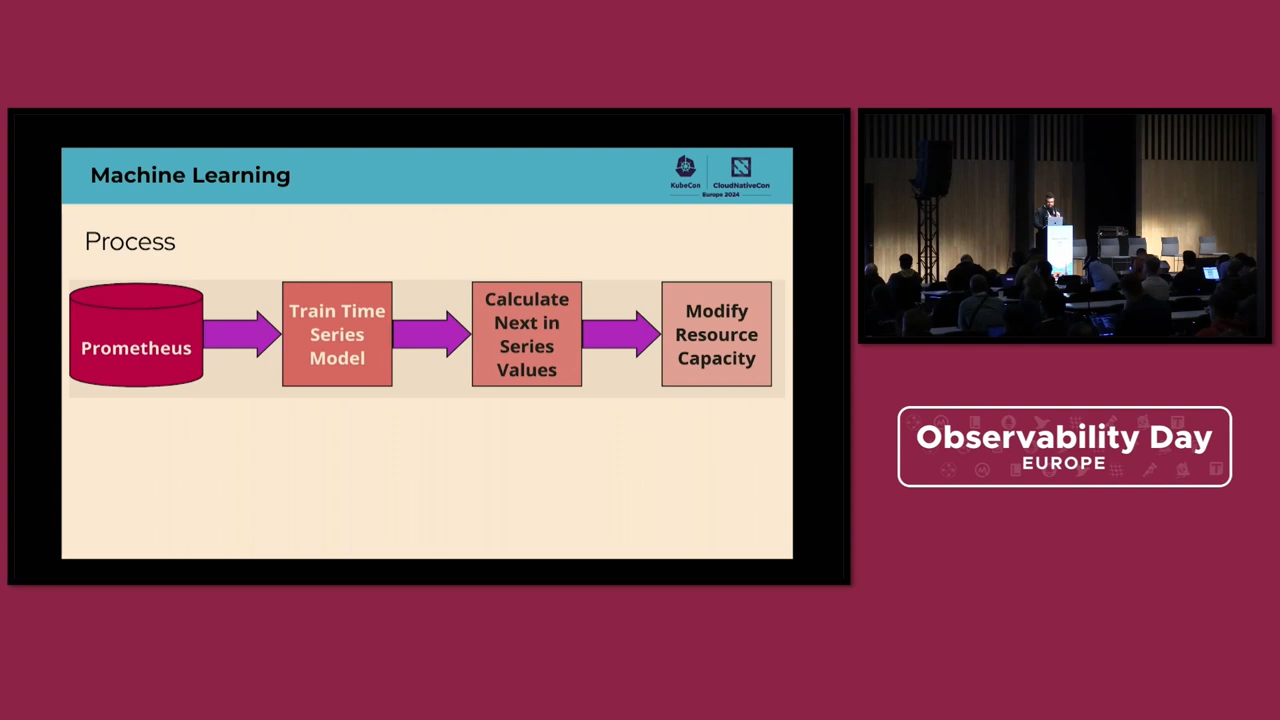 Machine Learning
KubeCon
CloudNativeCon
Europe 2024
Process
Prometheus
Train Time
Series
Model
Calculate
Next in
Series
Values
Modify
Resource
Capacity
Observability Day
EUROPE